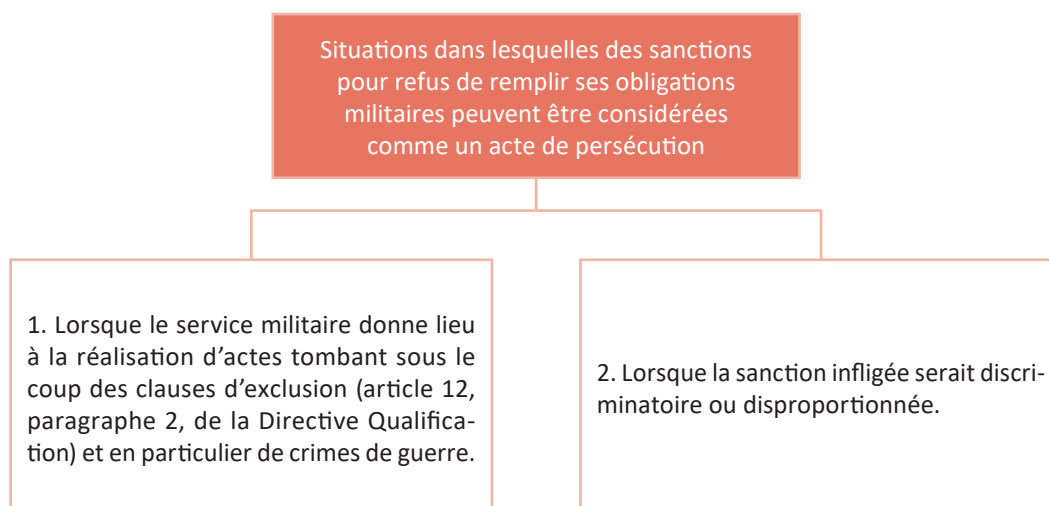 Situations dans lesquelles des sanctions
pour refus de remplir ses obligations
militaires peuvent être considérées
comme un acte de persécution
1. Lorsque le service militaire donne lieu
à la réalisation d’actes tombant sous le
coup des clauses d’exclusion (article 12,
paragraphe 2, de la Directive Qualifica-
tion) et en particulier de crimes de guerre.
2. Lorsque la sanction infligée serait discri-
minatoire ou disproportionnée.